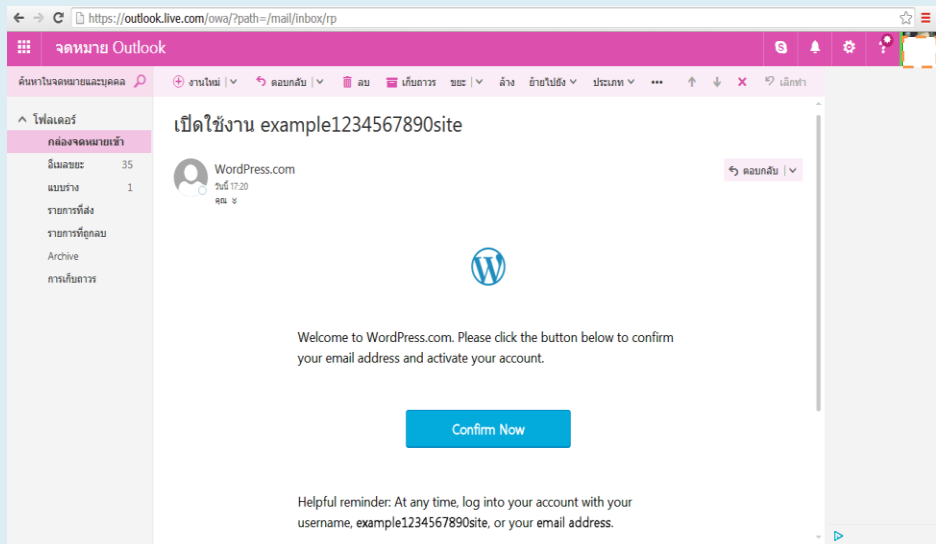 https://outlook.live.com/owa/?path=/mail/inbox/rp
จดหมาย Outlook
ค้นหาในจดหมายและบุคคล
งานใหม่ ตอบกลับ ลบ เก็บถาวร ขยะ ล้าง ย้ายไปยัง ประเภท ••• เลิกทำ
โฟลเดอร์
กล่องจดหมายเข้า
อีเมลขยะ 35
แบบร่าง 1
รายการที่ส่ง
รายการที่ถูกลบ
Archive
การเก็บถาวร
เปิดใช้งาน example1234567890site
WordPress.com
วันนี้ 17:20
คุณ
ตอบกลับ
Welcome to WordPress.com. Please click the button below to confirm
your email address and activate your account.
Confirm Now
Helpful reminder: At any time, log into your account with your
username, example1234567890site, or your email address.